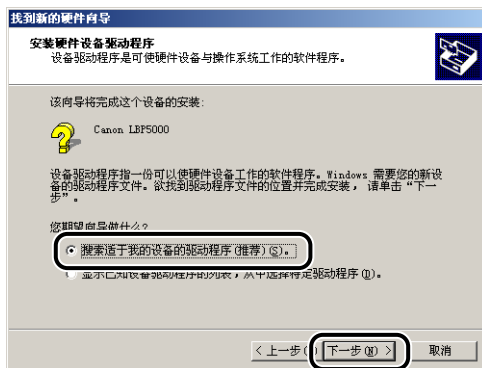 找到新的硬件向导
安装硬件设备驱动程序
设备驱动程序是可使硬件设备与操作系统工作的软件程序。
该向导将完成这个设备的安装:
Canon LBP5000
设备驱动程序指一份可以使硬件设备工作的软件程序。Windows 需要您的新设
备的驱动程序文件。欲找到驱动程序文件的位置并完成安装，请单击“下一
步”。
您期望向导做什么?
搜索适于我的设备的驱动程序(推荐)(S)。
显示已知设备驱动程序的列表，从中选择特定驱动程序(D)。
< 上一步( 下一步(N) > 取消